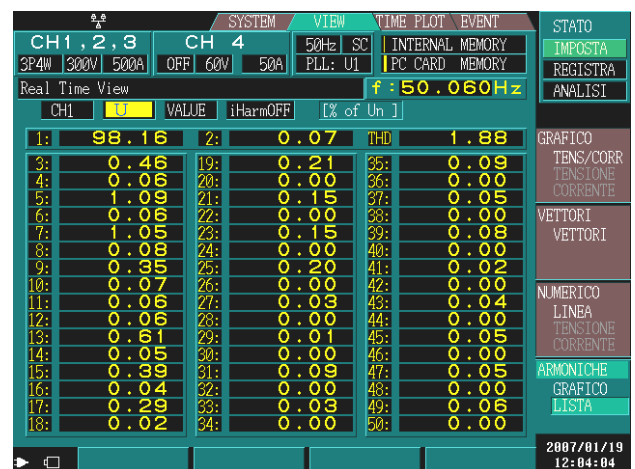 SYSTEM VIEW TIME PLOT EVENT
CH1,2,3 CH 4 50Hz SC INTERNAL MEMORY
3P4W 300V 500A OFF 60V 50A PLL: U1 PC CARD MEMORY
Real Time View f:50.060Hz
CH1 U VALUE iHarmOFF [% of Un ]
1: 98.16 2: 0.07 THD 1.88
3: 0.46 19: 0.21 35: 0.09
4: 0.06 20: 0.00 36: 0.00
5: 1.09 21: 0.15 37: 0.05
6: 0.06 22: 0.00 38: 0.00
7: 1.05 23: 0.15 39: 0.08
8: 0.08 24: 0.00 40: 0.00
9: 0.35 25: 0.20 41: 0.02
10: 0.07 26: 0.00 42: 0.00
11: 0.06 27: 0.03 43: 0.04
12: 0.06 28: 0.00 44: 0.00
13: 0.61 29: 0.01 45: 0.05
14: 0.05 30: 0.00 46: 0.00
15: 0.39 31: 0.09 47: 0.05
16: 0.04 32: 0.00 48: 0.00
17: 0.29 33: 0.03 49: 0.06
18: 0.02 34: 0.00 50: 0.00
STATO
IMPOSTA
REGISTRA
ANALISI
GRAFICO
TENS/CORR
TENSIONE
CORRENTE
VETTORI
VETTORI
NUMERICO
LINEA
TENSIONE
CORRENTE
ARMONICHE
GRAFICO
LISTA
2007/01/19
12:04:04